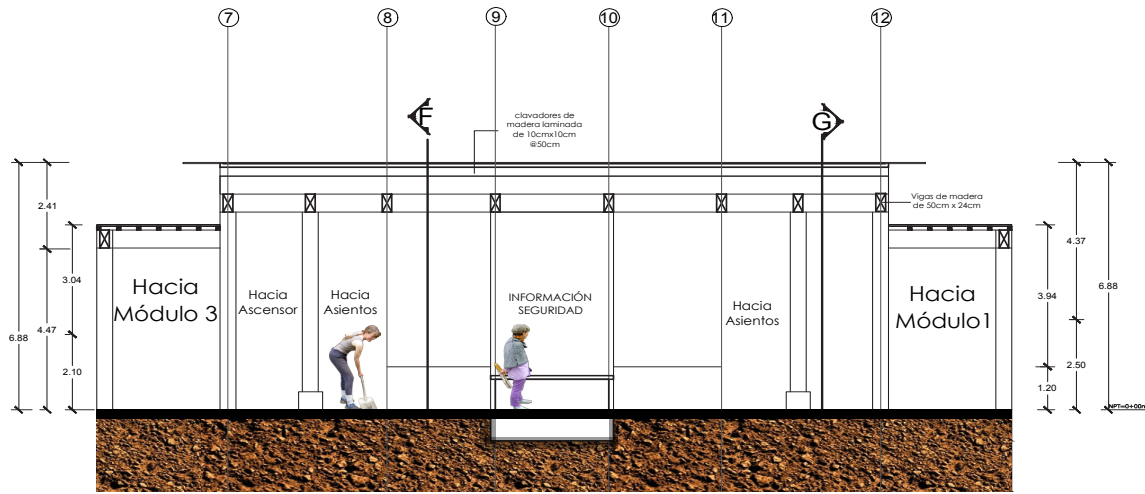 7
8
9
10
11
12
F
G
clavadores de
madera laminada
de 10cmx10cm
@50cm
Vigas de madera
de 50cm x 24cm
Hacia
Módulo 3
Hacia
Ascensor
Hacia
Asientos
INFORMACIÓN
SEGURIDAD
Hacia
Asientos
Hacia
Módulo1
6.88
2.41
4.47
3.04
2.10
3.94
1.20
4.37
2.50
6.88
NPT=0+00m